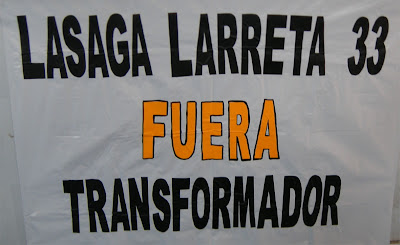 LASAGA LARRETA 33
FUERA
TRANSFORMADOR